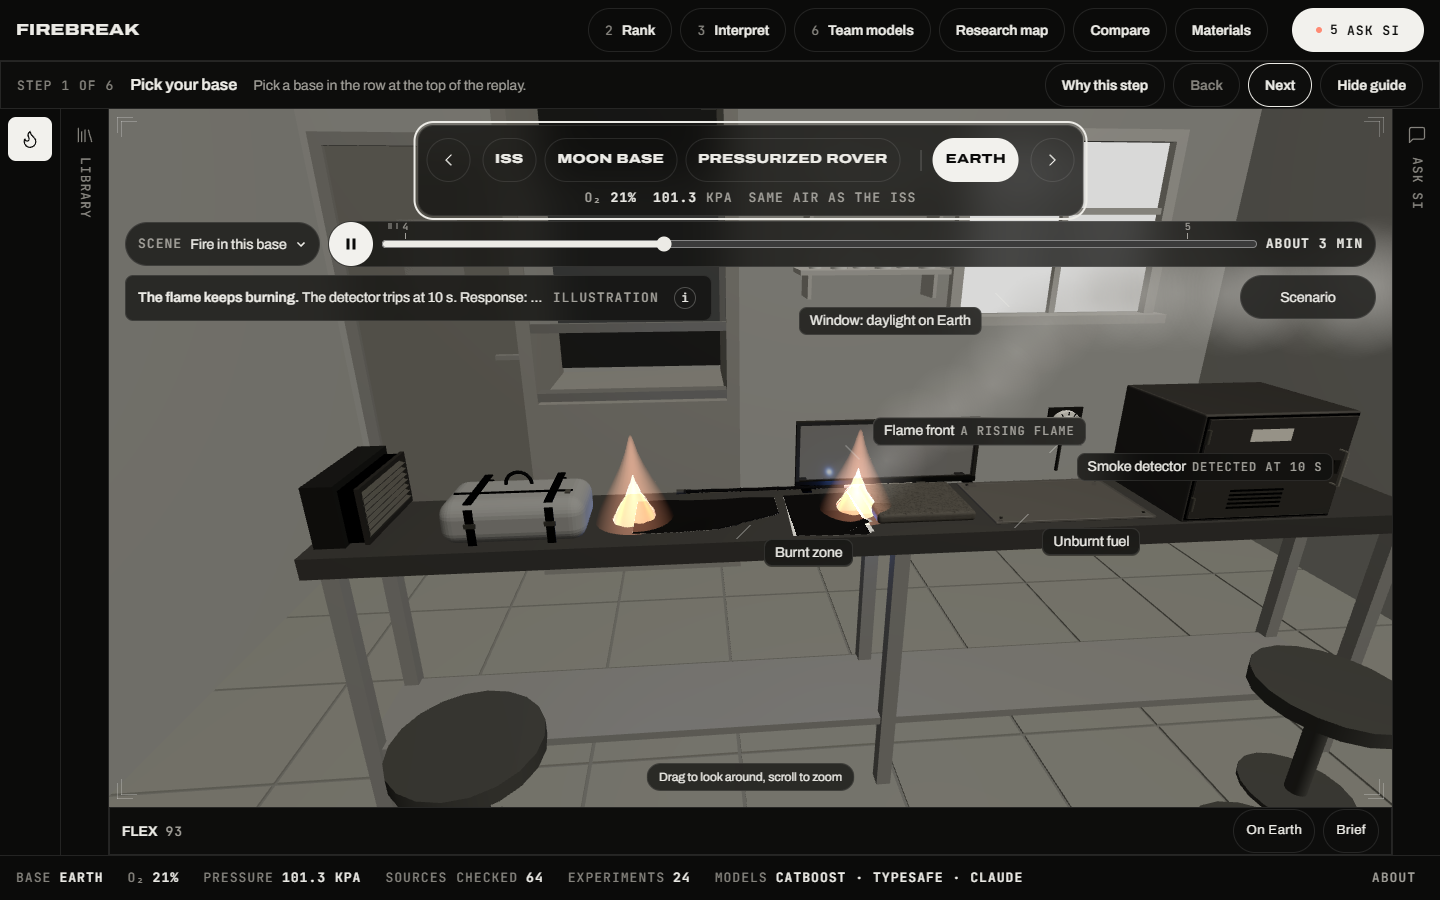 FIREBREAK
2 Rank
3 Interpret
6 Team models
Research map
Compare
Materials
5 ASK SI
STEP 1 OF 6
Pick your base
Pick a base in the row at the top of the replay.
Why this step
Back
Next
Hide guide
LIBRARY
ISS
MOON BASE
PRESSURIZED ROVER
EARTH
O₂ 21% 101.3 KPA SAME AIR AS THE ISS
ASK SI
SCENE Fire in this base
4
5
ABOUT 3 MIN
The flame keeps burning. The detector trips at 10 s. Response: ...
ILLUSTRATION
i
Scenario
Window: daylight on Earth
Flame front A RISING FLAME
Smoke detector DETECTED AT 10 S
Burnt zone
Unburnt fuel
Drag to look around, scroll to zoom
FLEX 93
On Earth
Brief
BASE EARTH
O₂ 21%
PRESSURE 101.3 KPA
SOURCES CHECKED 64
EXPERIMENTS 24
MODELS CATBOOST · TYPESAFE · CLAUDE
ABOUT